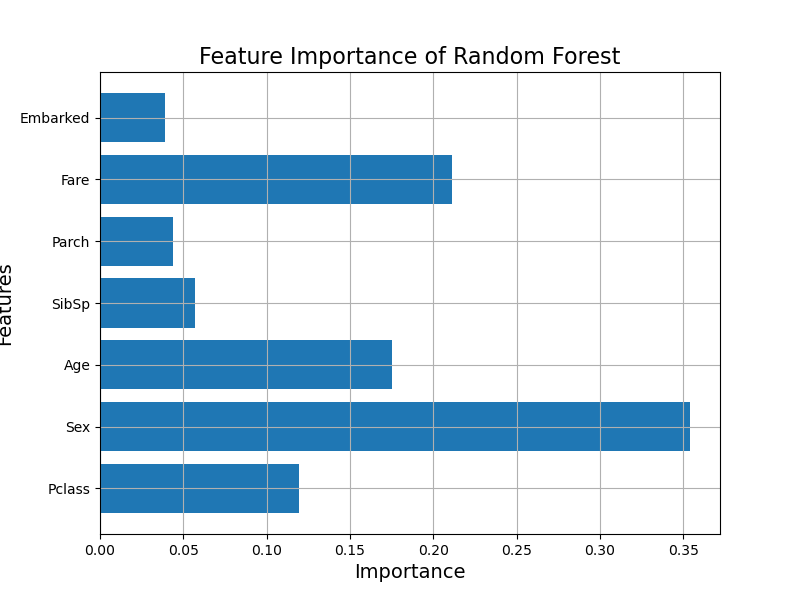 Feature Importance of Random Forest
Features
Embarked
Fare
Parch
SibSp
Age
Sex
Pclass
0.00 0.05 0.10 0.15 0.20 0.25 0.30 0.35
Importance